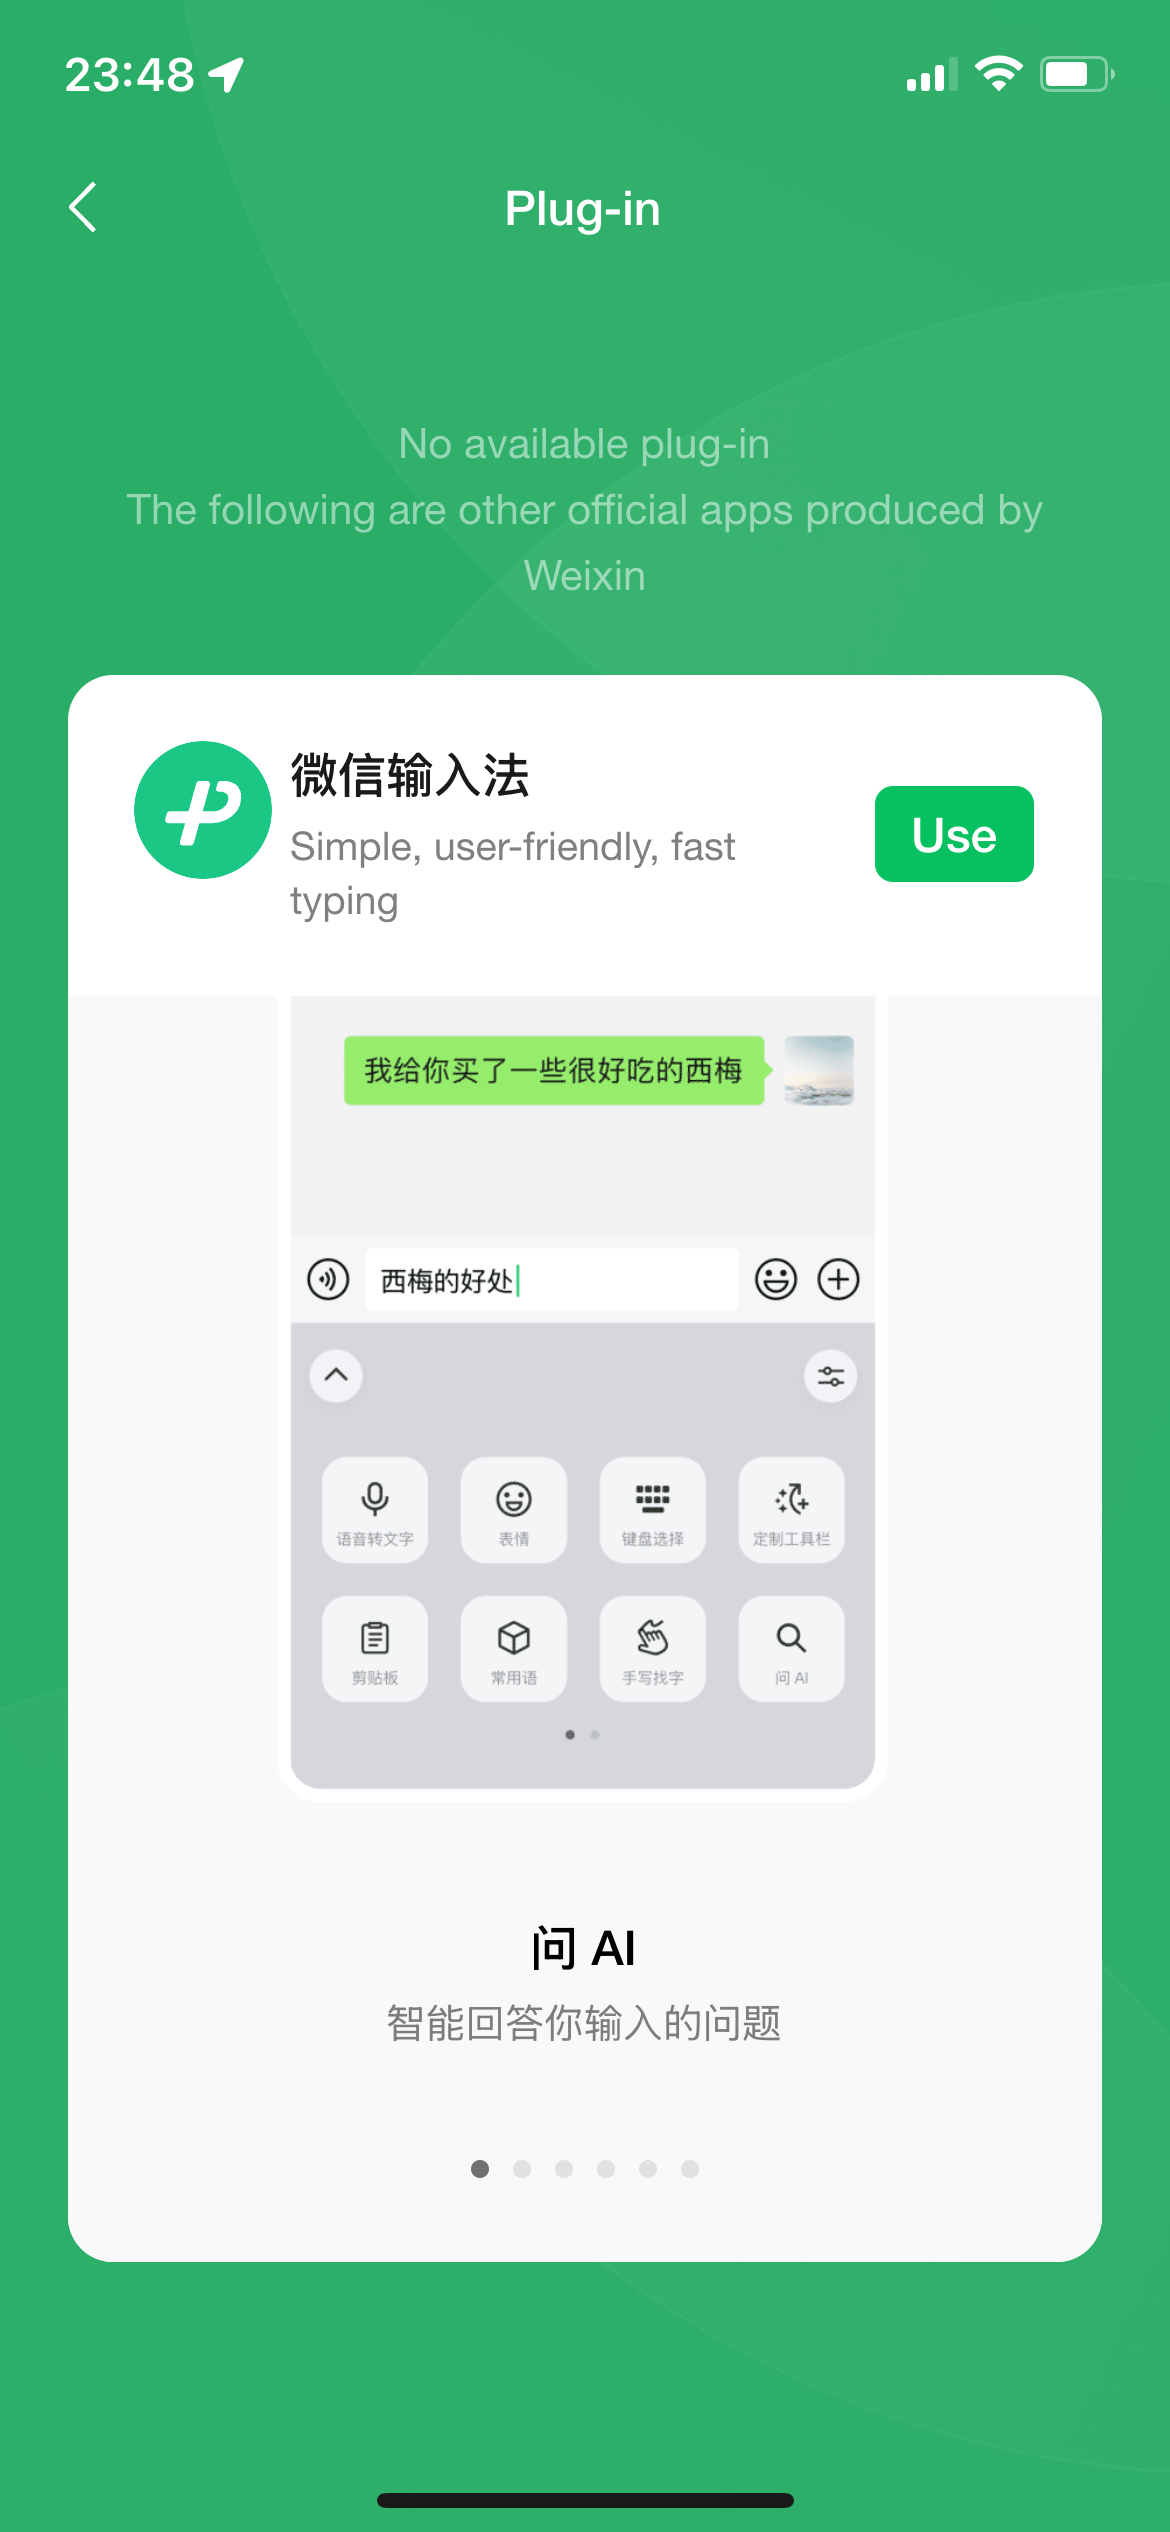 23:48
Plug-in
No available plug-in
The following are other official apps produced by
Weixin
微信输入法
Simple, user-friendly, fast
typing
Use
我给你买了一些很好吃的西梅
西梅的好处
语音转文字
表情
键盘选择
定制工具栏
剪贴板
常用语
手写找字
问 AI
问 AI
智能回答你输入的问题